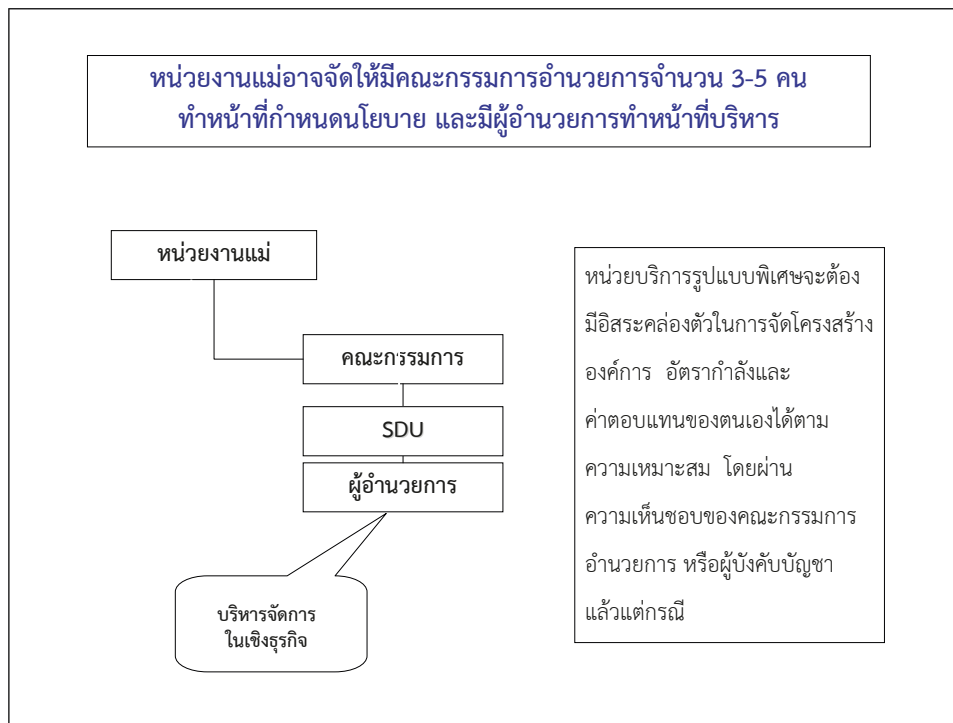 หน่วยงานแม่อาจจัดให้มีคณะกรรมการอำนวยการจำนวน 3-5 คน
ทำหน้าที่กำหนดนโยบาย และมีผู้อำนวยการทำหน้าที่บริหาร
หน่วยงานแม่
คณะกรรมการ
SDU
ผู้อำนวยการ
บริหารจัดการ
ในเชิงธุรกิจ
หน่วยบริการรูปแบบพิเศษจะต้อง
มีอิสระคล่องตัวในการจัดโครงสร้าง
องค์การ อัตรากำลังและ
ค่าตอบแทนของตนเองได้ตาม
ความเหมาะสม โดยผ่าน
ความเห็นชอบของคณะกรรมการ
อำนวยการ หรือผู้บังคับบัญชา
แล้วแต่กรณี